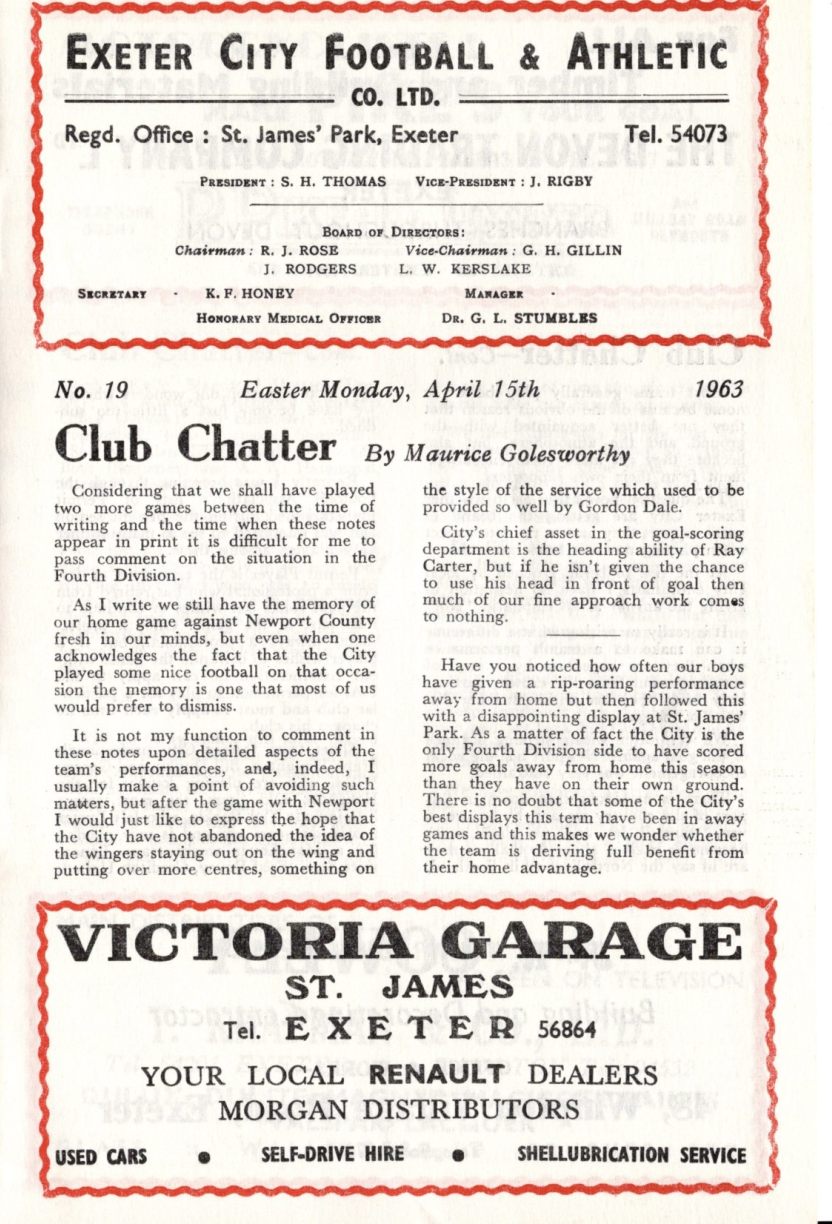 EXETER CITY FOOTBALL & ATHLETIC
CO. LTD.
Regd. Office : St. James' Park, Exeter Tel. 54073
PRESIDENT : S. H. THOMAS VICE-PRESIDENT : J. RIGBY
BOARD OF DIRECTORS:
Chairman : R. J. ROSE Vice-Chairman : G. H. GILLIN
J. RODGERS L. W. KERSLAKE
SECRETARY - K. F. HONEY MANAGER -
HONORARY MEDICAL OFFICER DR. G. L. STUMBLES
No. 19 Easter Monday, April 15th 1963
Club Chatter By Maurice Golesworthy
Considering that we shall have played
two more games between the time of
writing and the time when these notes
appear in print it is difficult for me to
pass comment on the situation in the
Fourth Division.
As I write we still have the memory of
our home game against Newport County
fresh in our minds, but even when one
acknowledges the fact that the City
played some nice football on that occa-
sion the memory is one that most of us
would prefer to dismiss.
It is not my function to comment in
these notes upon detailed aspects of the
team's performances, and, indeed, I
usually make a point of avoiding such
matters, but after the game with Newport
I would just like to express the hope that
the City have not abandoned the idea of
the wingers staying out on the wing and
putting over more centres, something on
the style of the service which used to be
provided so well by Gordon Dale.
City's chief asset in the goal-scoring
department is the heading ability of Ray
Carter, but if he isn't given the chance
to use his head in front of goal then
much of our fine approach work comes
to nothing.
Have you noticed how often our boys
have given a rip-roaring performance
away from home but then followed this
with a disappointing display at St. James'
Park. As a matter of fact the City is the
only Fourth Division side to have scored
more goals away from home this season
than they have on their own ground.
There is no doubt that some of the City's
best displays this term have been in away
games and this makes we wonder whether
the team is deriving full benefit from
their home advantage.
VICTORIA GARAGE
ST. JAMES
Tel. EXETER 56864
YOUR LOCAL RENAULT DEALERS
MORGAN DISTRIBUTORS
USED CARS • SELF-DRIVE HIRE • SHELLUBRICATION SERVICE